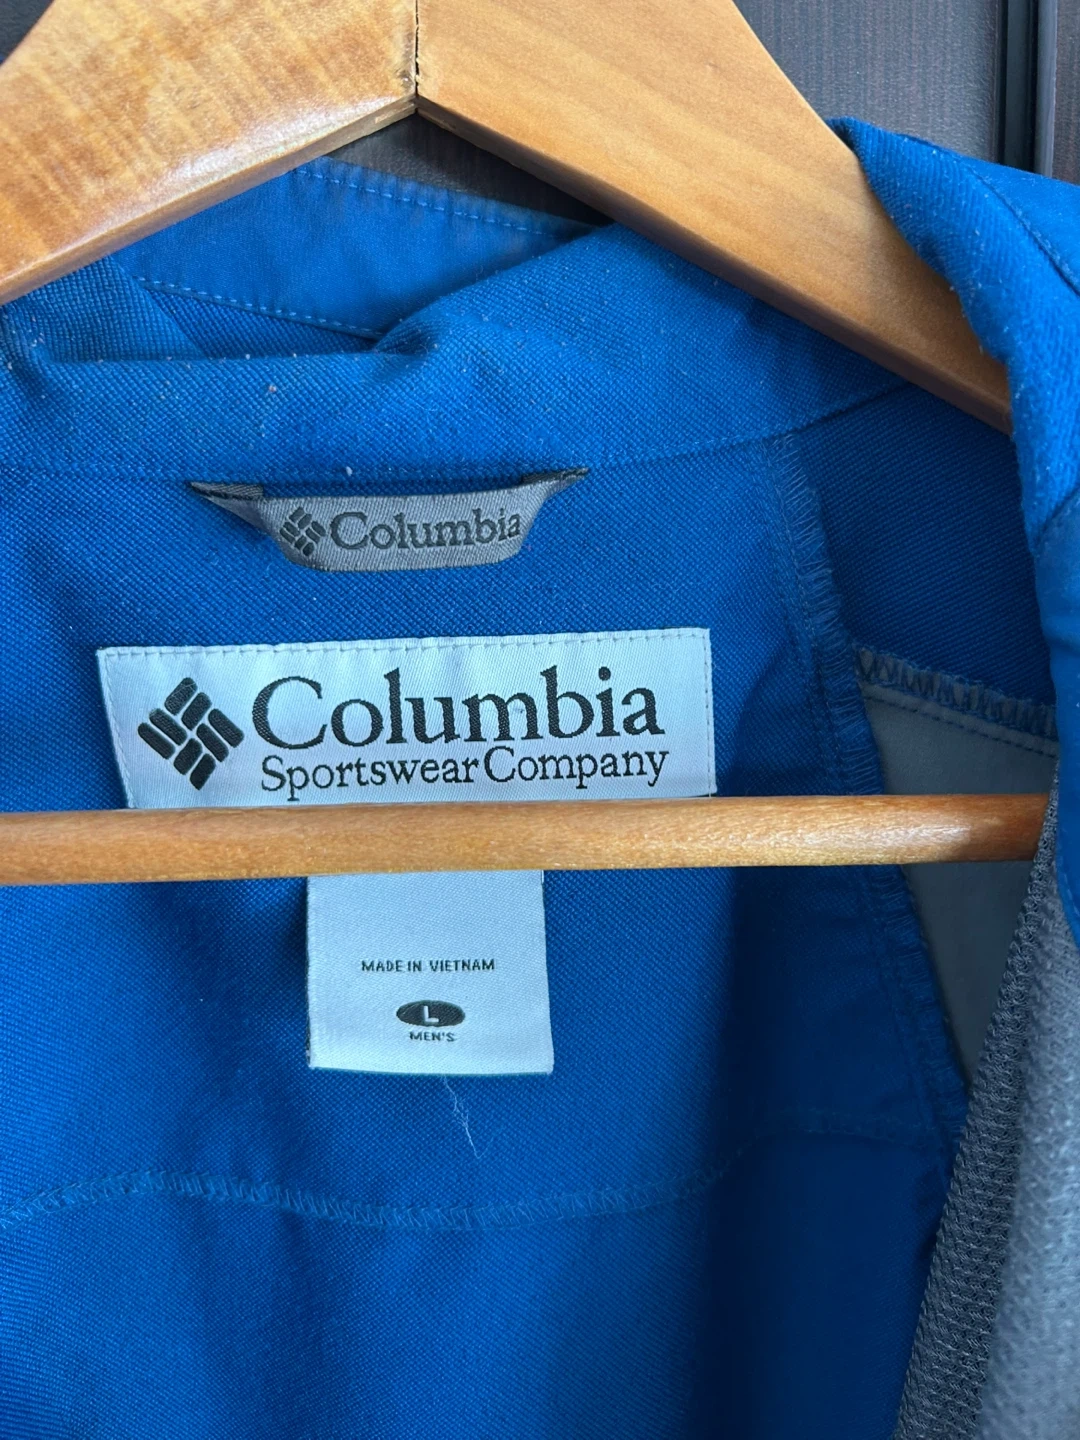 Columbia
Columbia
Sportswear Company
MADE IN VIETNAM
L
MEN'S